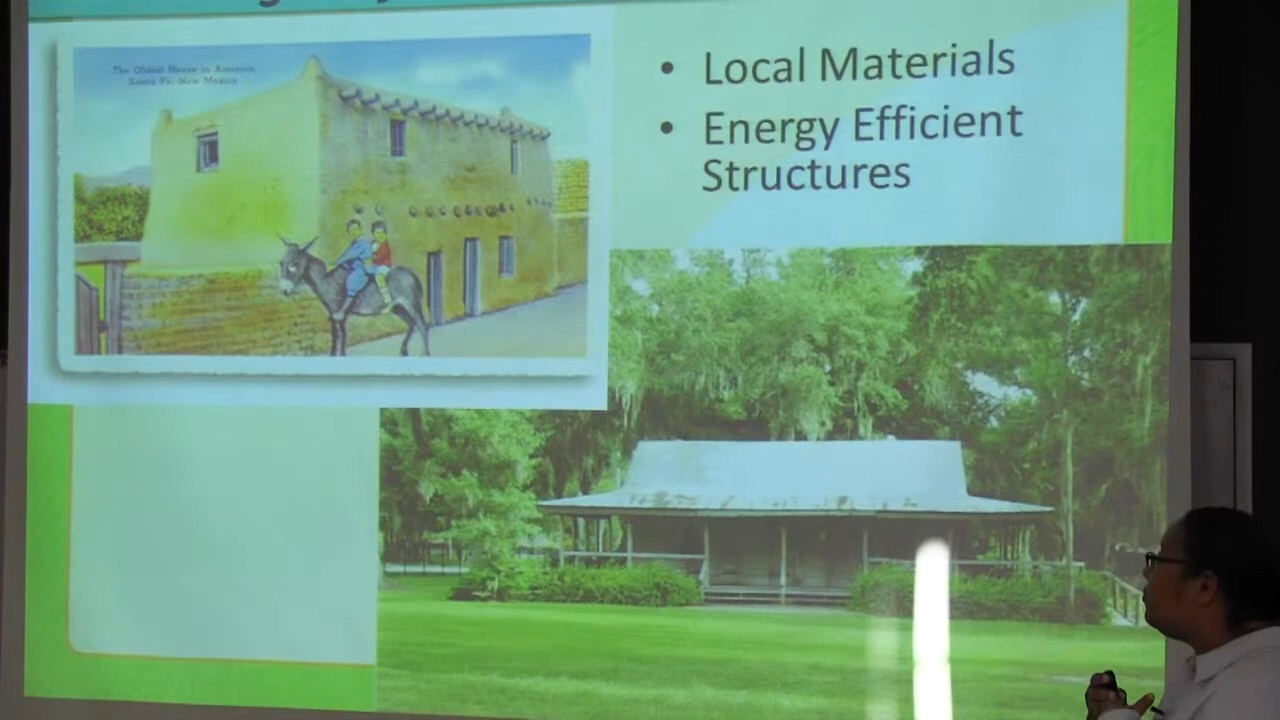 The Oldest House in America,
Santa Fe, New Mexico
• Local Materials
• Energy Efficient
Structures